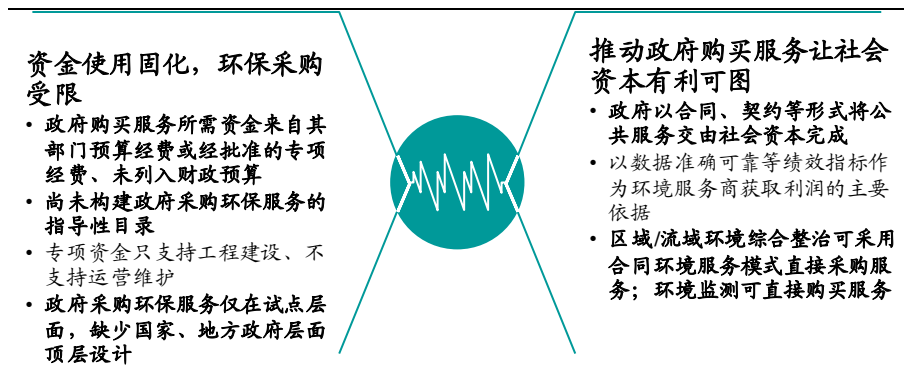 资金使用固化，环保采购
受限
• 政府购买服务所需资金来自其
部门预算经费或经批准的专项
经费、未列入财政预算
• 尚未构建政府采购环保服务的
指导性目录
• 专项资金只支持工程建设、不
支持运营维护
• 政府采购环保服务仅在试点层
面，缺少国家、地方政府层面
顶层设计
推动政府购买服务让社会
资本有利可图
• 政府以合同、契约等形式将公
共服务交由社会资本完成
• 以数据准确可靠等绩效指标作
为环境服务商获取利润的主要
依据
• 区域/流域环境综合整治可采用
合同环境服务模式直接采购服
务；环境监测可直接购买服务